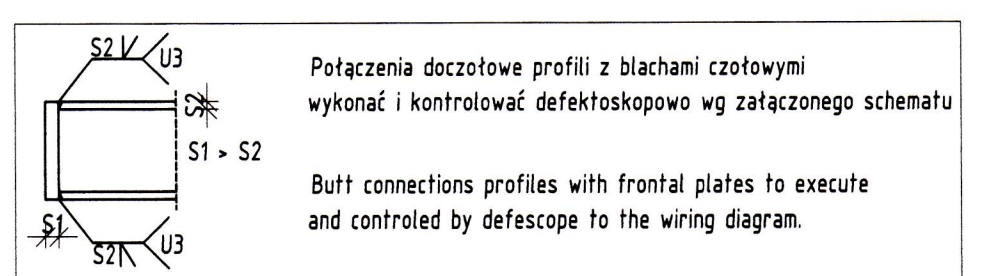 S2 U3
S2
S1 > S2
S1
S2 U3
Połączenia doczołowe profili z blachami czołowymi
wykonać i kontrolować defektoskopowo wg załączonego schematu
Butt connections profiles with frontal plates to execute
and controled by defescope to the wiring diagram.